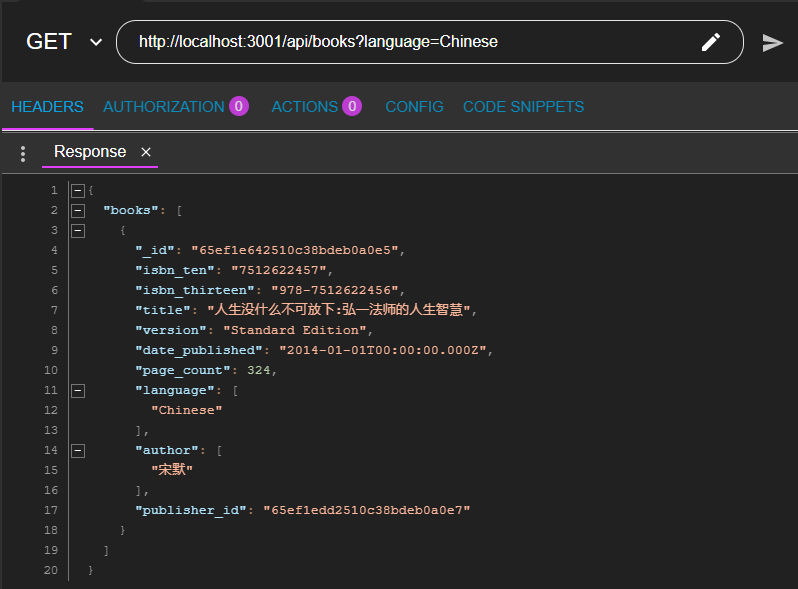 GET http://localhost:3001/api/books?language=Chinese
HEADERS AUTHORIZATION 0 ACTIONS 0 CONFIG CODE SNIPPETS
Response
1 {
2 "books": [
3 {
4 "_id": "65ef1e642510c38bdeb0a0e5",
5 "isbn_ten": "7512622457",
6 "isbn_thirteen": "978-7512622456",
7 "title": "人生没什么不可放下:弘一法师的人生智慧",
8 "version": "Standard Edition",
9 "date_published": "2014-01-01T00:00:00.000Z",
10 "page_count": 324,
11 "language": [
12 "Chinese"
13 ],
14 "author": [
15 "宋默"
16 ],
17 "publisher_id": "65ef1edd2510c38bdeb0a0e7"
18 }
19 ]
20 }